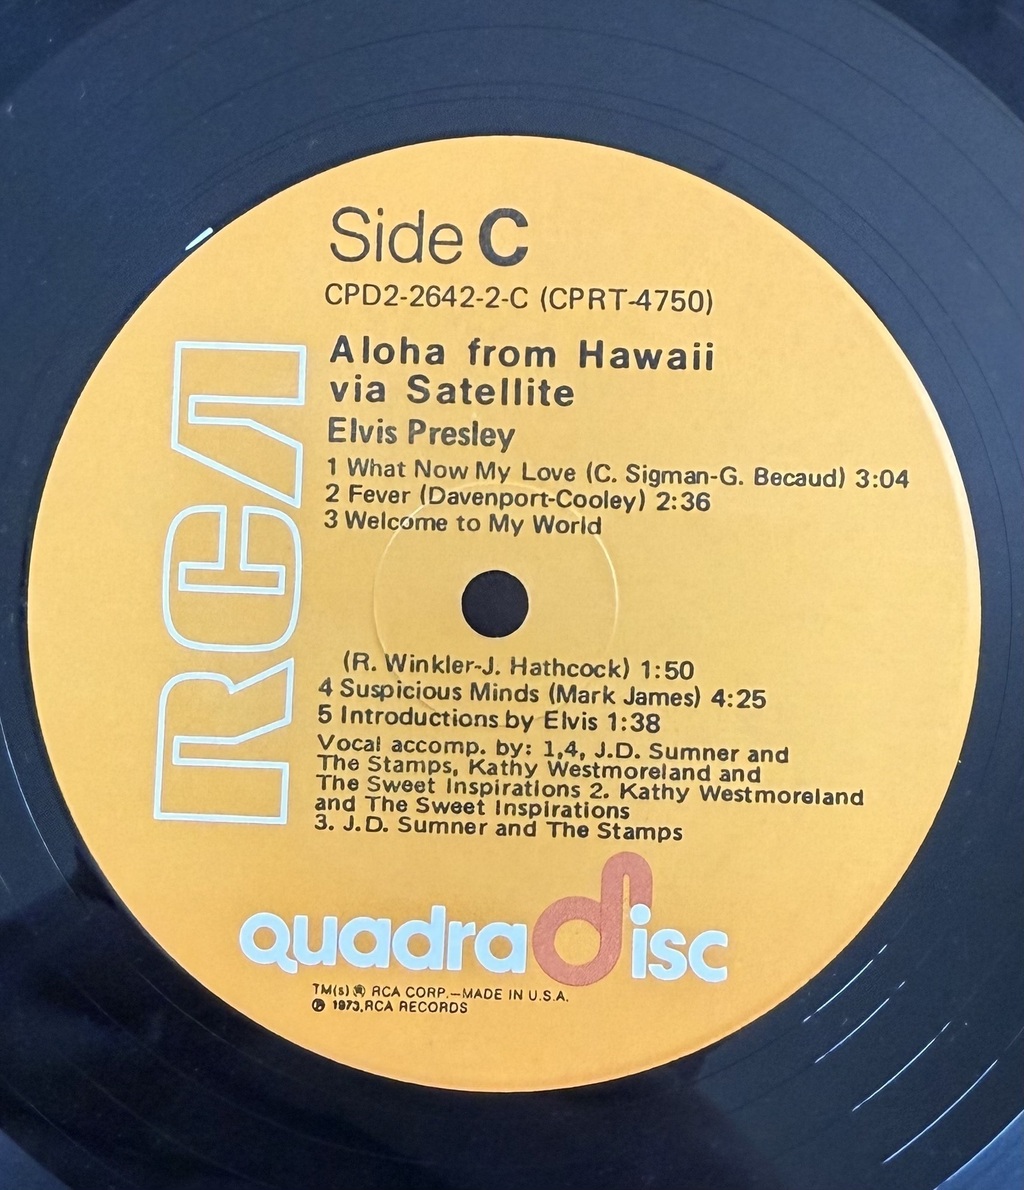 Side C
CPD2-2642-2-C (CPRT-4750)
Aloha from Hawaii
via Satellite
Elvis Presley
1 What Now My Love (C. Sigman-G. Becaud) 3:04
2 Fever (Davenport-Cooley) 2:36
3 Welcome to My World
(R. Winkler-J. Hathcock) 1:50
4 Suspicious Minds (Mark James) 4:25
5 Introductions by Elvis 1:38
Vocal accomp. by: 1,4, J.D. Sumner and
The Stamps, Kathy Westmoreland and
The Sweet Inspirations 2. Kathy Westmoreland
and The Sweet Inspirations
3. J.D. Sumner and The Stamps
RCA
quadradisc
TM(s) ® RCA CORP.—MADE IN U.S.A.
℗ 1973,RCA RECORDS